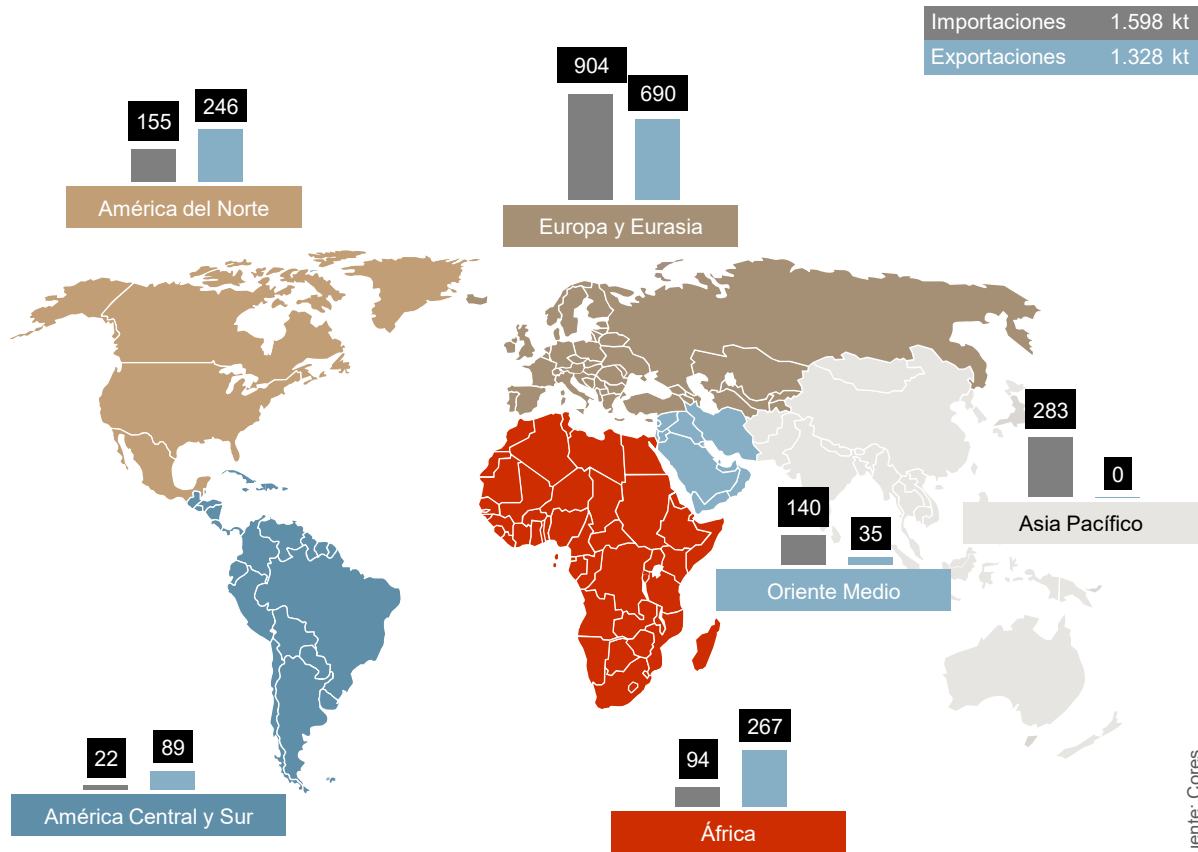 Importaciones 1.598 kt
Exportaciones 1.328 kt
904
690
155
246
América del Norte
Europa y Eurasia
283
0
Asia Pacífico
140
35
Oriente Medio
22
89
América Central y Sur
94
267
África
Cores